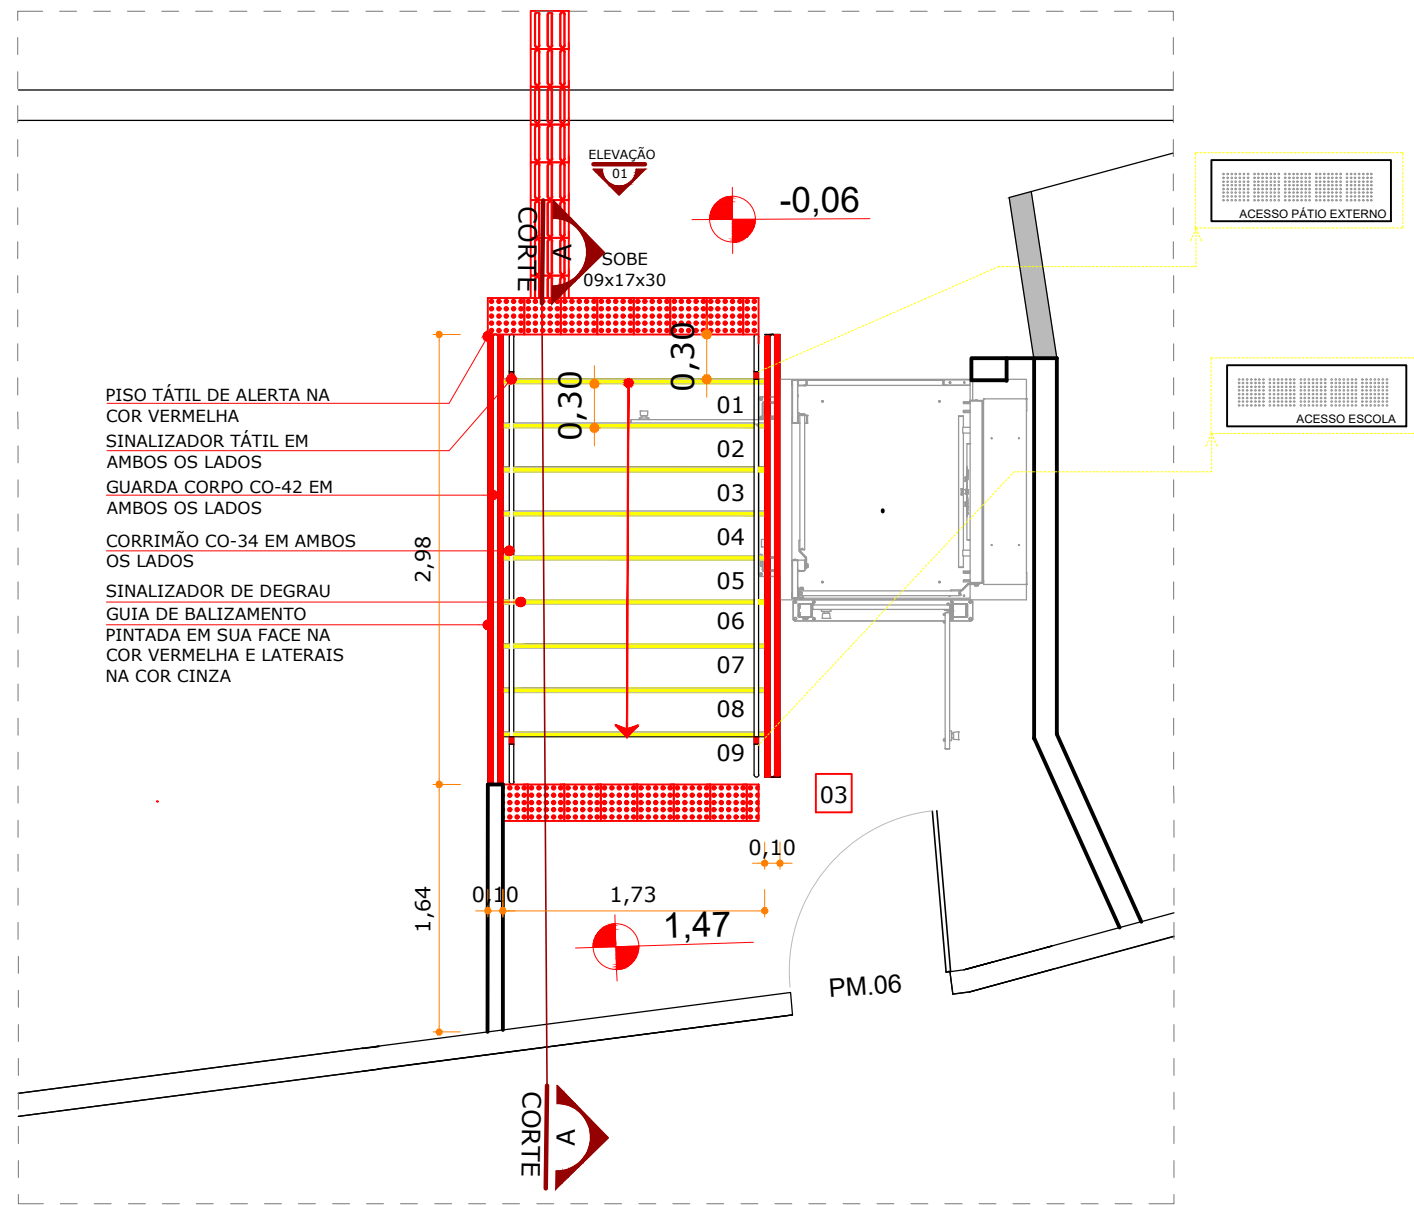 ELEVAÇÃO
01
-0,06
CORTE
A
SOBE
09x17x30
ACESSO PÁTIO EXTERNO
ACESSO ESCOLA
PISO TÁTIL DE ALERTA NA
COR VERMELHA
SINALIZADOR TÁTIL EM
AMBOS OS LADOS
GUARDA CORPO CO-42 EM
AMBOS OS LADOS
CORRIMÃO CO-34 EM AMBOS
OS LADOS
SINALIZADOR DE DEGRAU
GUIA DE BALIZAMENTO
PINTADA EM SUA FACE NA
COR VERMELHA E LATERAIS
NA COR CINZA
2,98
1,64
0,30
0,30
01
02
03
04
05
06
07
08
09
03
0,10
0,10
1,73
1,47
PM.06
CORTE
A